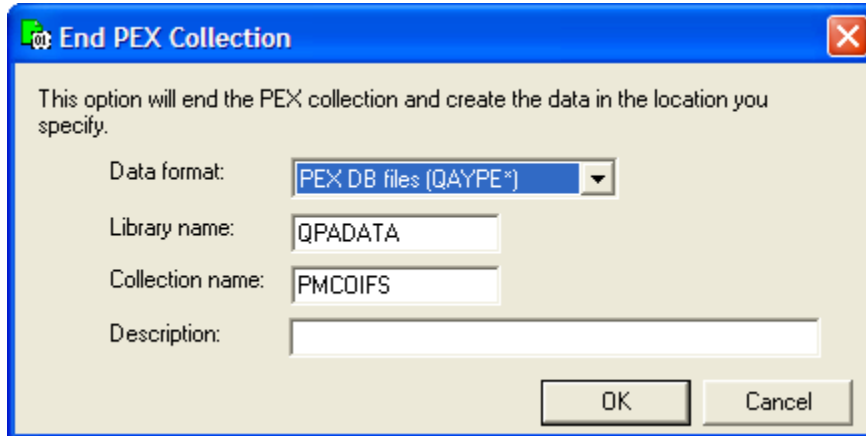 End PEX Collection
This option will end the PEX collection and create the data in the location you
specify.
Data format: PEX DB files (QAYPE*)
Library name: QPADATA
Collection name: PMCOIFS
Description:
OK Cancel